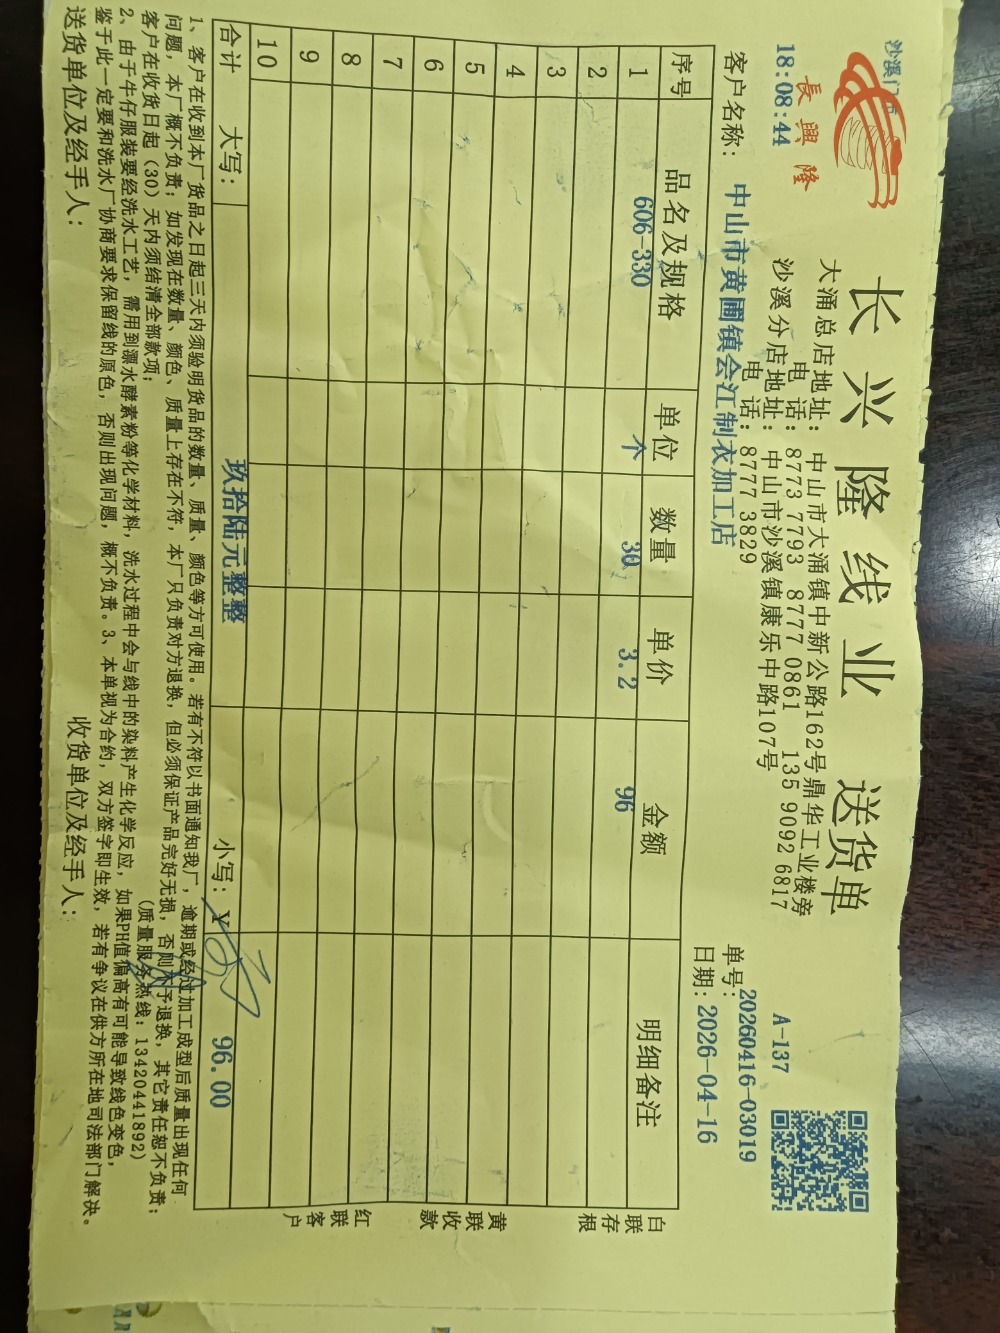 沙溪门市
長興隆
长兴隆线业 送货单
大涌总店地址：中山市大涌镇中新公路162号鼎华工业楼旁
电 话：8773 7793 8777 0861 135 9092 6817
沙溪分店地址：中山市沙溪镇康乐中路107号
电 话：8777 3829
18:08:44
A-137
单号：20260416-03019
客户名称：中山市黄圃镇会江制衣加工店
日期：2026-04-16
序号 品名及规格 单位 数量 单价 金额 明细备注
1 606-330 个 30 3.2 96
2
3
4
5
6
7
8
9
10
合计 大写：玖拾陆元整整 小写：¥ 96.00
白联存根
黄联收款
红联客户
1、客户在收到本厂货品之日起三天内须验明货品的数量、质量、颜色等方可使用。若有不符以书面通知我厂，逾期或经过加工成型后质量出现任何
问题，本厂概不负责；如发现在数量、颜色、质量上存在不符，本厂只负责对方退换，但必须保证产品完好无损，否则不予退换，其它责任恕不负责；
客户在收货日起（30）天内须结清全部款项； （质量服务热线：13420441892）
2、由于牛仔服装要经洗水工艺，需用到漂水酵素粉等化学材料，洗水过程中会与线中的染料产生化学反应，如果PH值偏高有可能导致线色变色，
鉴于此一定要和洗水厂协商要求保留线的原色，否则出现问题，概不负责。3、本单视为合约，双方签字即生效，若有争议在供方所在地司法部门解决。
送货单位及经手人： 收货单位及经手人：